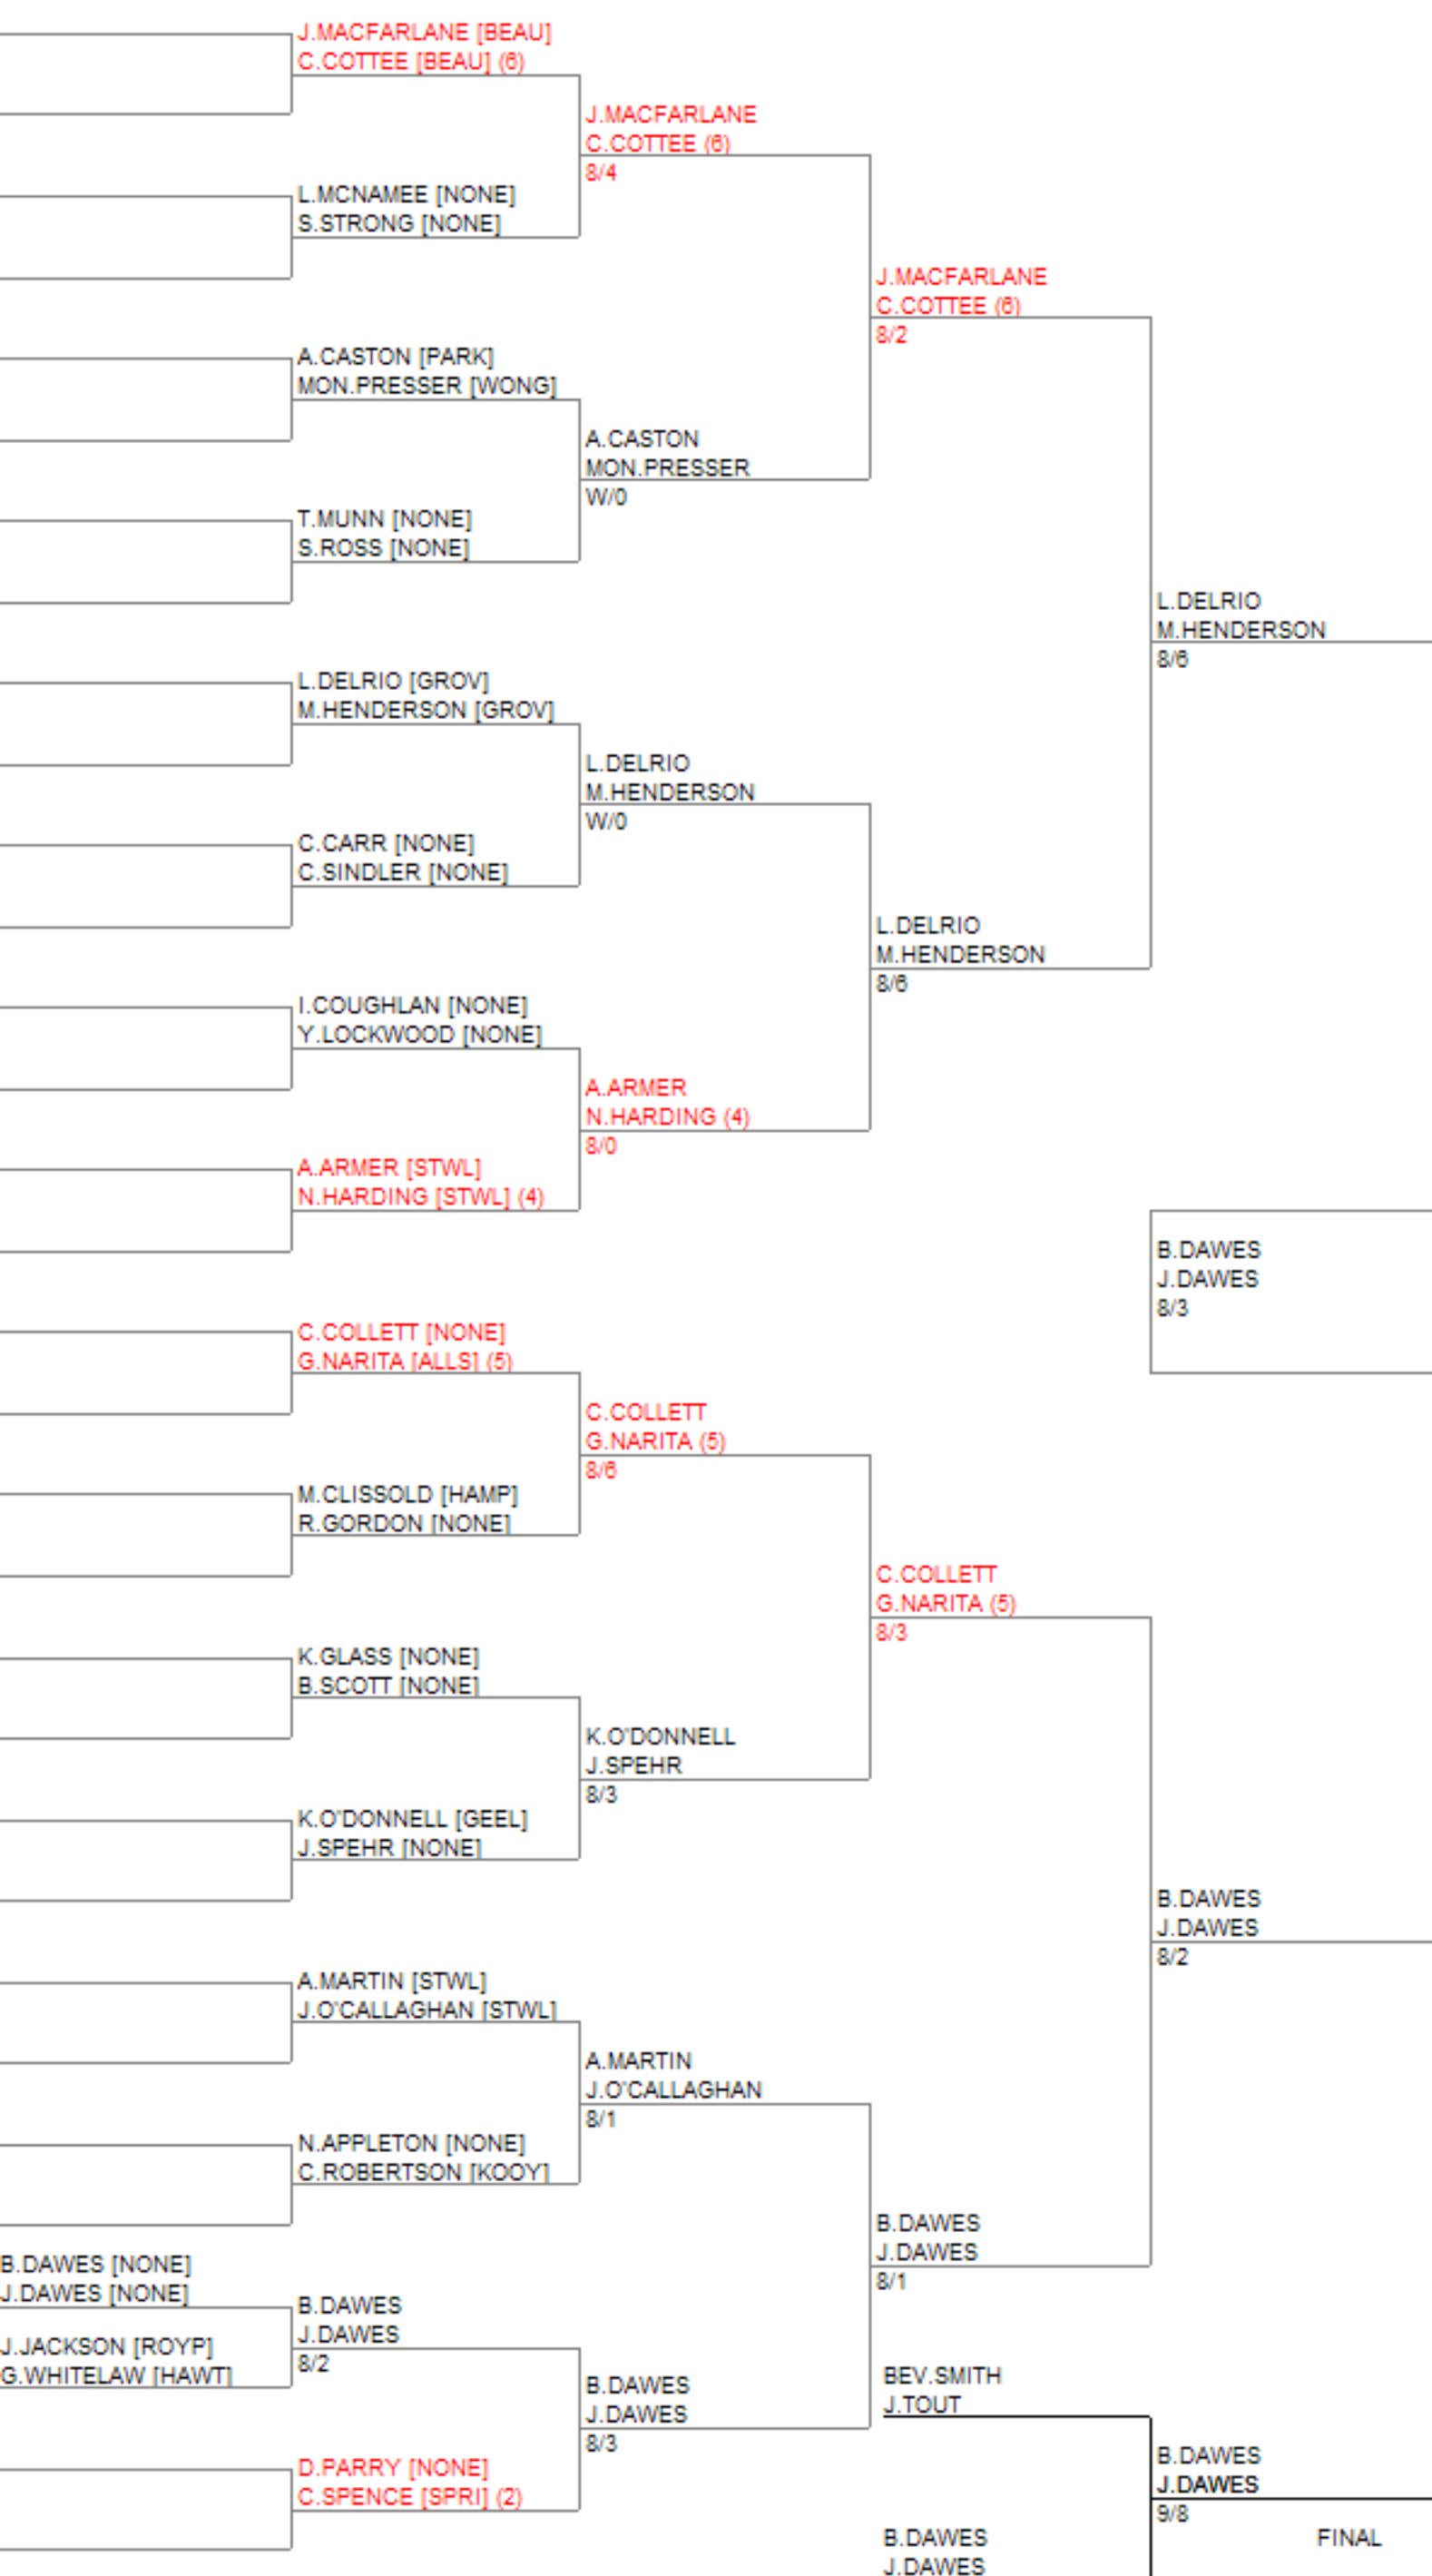 J.MACFARLANE [BEAU]
C.COTTEE [BEAU] (6)
J.MACFARLANE
C.COTTEE (6)
8/4
L.MCNAMEE [NONE]
S.STRONG [NONE]
J.MACFARLANE
C.COTTEE (6)
8/2
A.CASTON [PARK]
MON.PRESSER [WONG]
A.CASTON
MON.PRESSER
W/0
T.MUNN [NONE]
S.ROSS [NONE]
L.DELRIO
M.HENDERSON
8/6
L.DELRIO [GROV]
M.HENDERSON [GROV]
L.DELRIO
M.HENDERSON
W/0
C.CARR [NONE]
C.SINDLER [NONE]
L.DELRIO
M.HENDERSON
8/6
I.COUGHLAN [NONE]
Y.LOCKWOOD [NONE]
A.ARMER
N.HARDING (4)
8/0
A.ARMER [STWL]
N.HARDING [STWL] (4)
B.DAWES
J.DAWES
8/3
C.COLLETT [NONE]
G.NARITA [ALLS] (5)
C.COLLETT
G.NARITA (5)
8/6
M.CLISSOLD [HAMP]
R.GORDON [NONE]
C.COLLETT
G.NARITA (5)
8/3
K.GLASS [NONE]
B.SCOTT [NONE]
K.O'DONNELL
J.SPEHR
8/3
K.O'DONNELL [GEEL]
J.SPEHR [NONE]
B.DAWES
J.DAWES
8/2
A.MARTIN [STWL]
J.O'CALLAGHAN [STWL]
A.MARTIN
J.O'CALLAGHAN
8/1
N.APPLETON [NONE]
C.ROBERTSON [KOOY]
B.DAWES
J.DAWES
8/1
B.DAWES [NONE]
J.DAWES [NONE]
B.DAWES
J.DAWES
8/2
J.JACKSON [ROYP]
G.WHITELAW [HAWT]
B.DAWES
J.DAWES
8/3
BEV.SMITH
J.TOUT
D.PARRY [NONE]
C.SPENCE [SPRI] (2)
B.DAWES
J.DAWES
9/8
FINAL
B.DAWES
J.DAWES